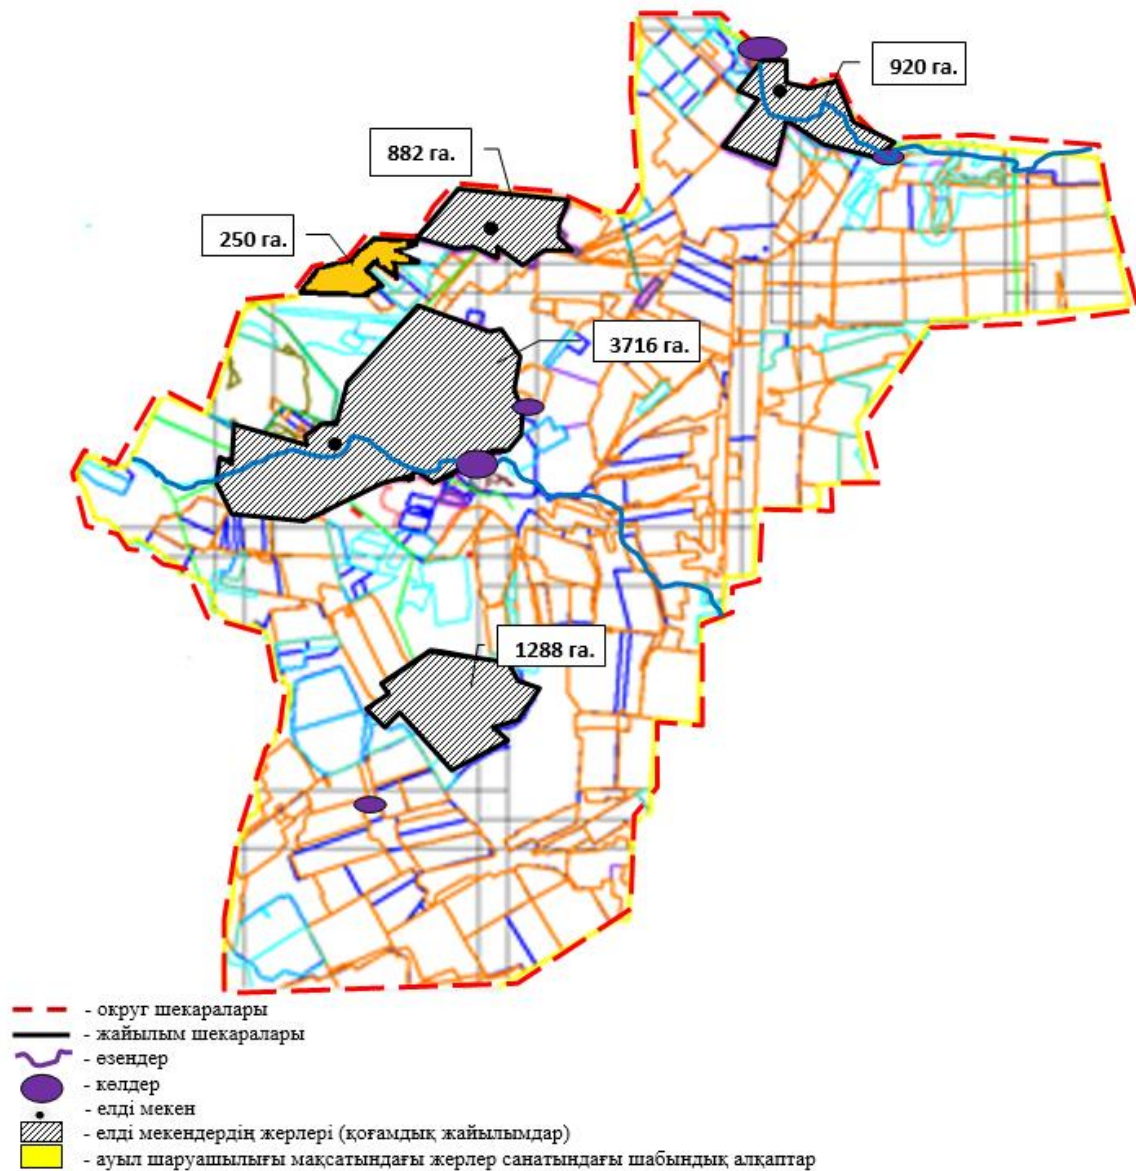 920 га.
882 га.
250 га.
3716 га.
1288 га.
- округ шекаралары
- жайылым шекаралары
- өзендер
- көлдер
- елді мекен
- елді мекендердің жерлері (қоғамдық жайылымдар)
- ауыл шаруашылығы мақсатындағы жерлер санатындағы шабындық алқаптар